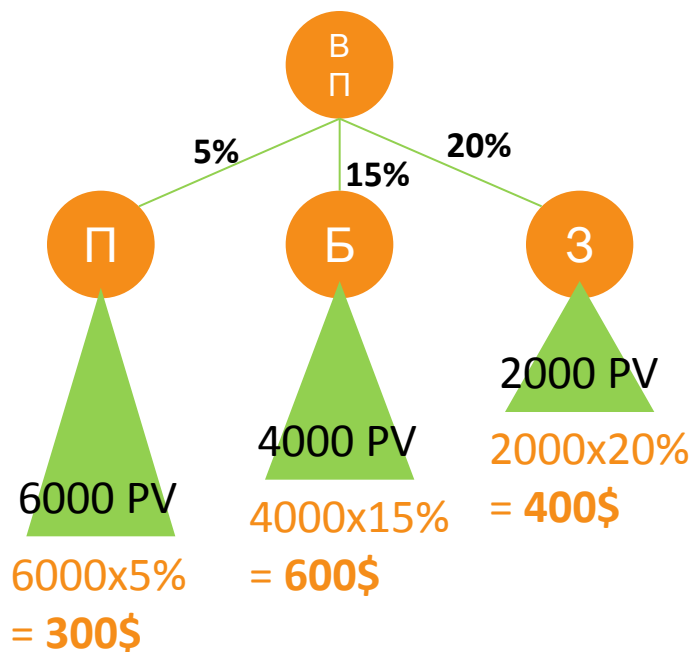 В
П
5%
15%
20%
П
Б
З
6000 PV
4000 PV
2000 PV
6000x5%
= 300$
4000x15%
= 600$
2000x20%
= 400$